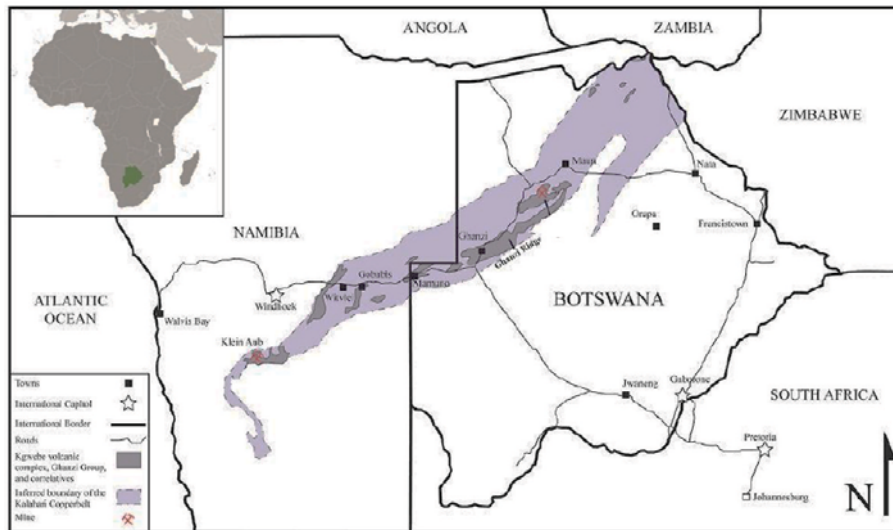 ANGOLA
ZAMBIA
ZIMBABWE
NAMIBIA
ATLANTIC
OCEAN
BOTSWANA
SOUTH AFRICA
Maun
Nata
Orapa
Francistown
Ghanzi
Ghanzi Ridge
Mamuno
Gobabis
Witvlei
Windhoek
Walvis Bay
Klein Aub
Jwaneng
Gaborone
Pretoria
Johannesburg
N
Towns
International Capitol
International Border
Roads
Kgwebe volcanic
complex, Ghanzi Group,
and correlatives
Inferred boundary of the
Kalahari Copperbelt
Mine